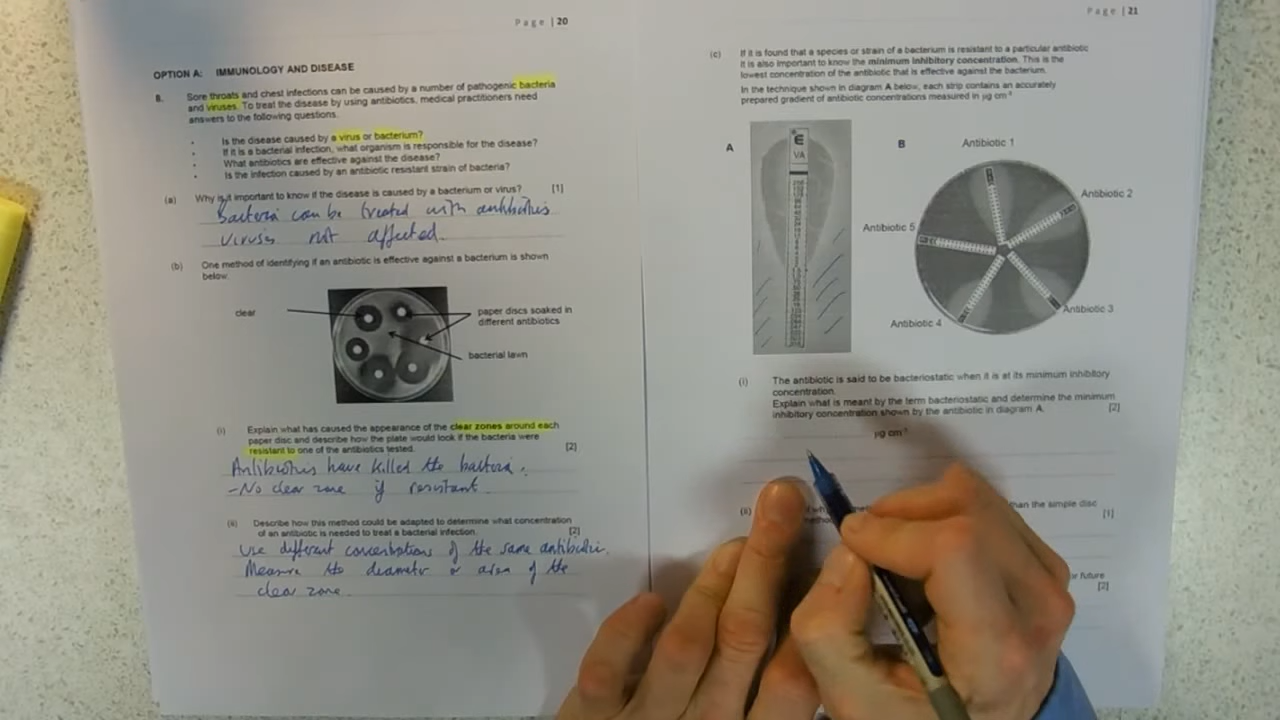 Page | 20
OPTION A: IMMUNOLOGY AND DISEASE
8. Sore throats and chest infections can be caused by a number of pathogenic bacteria
and viruses. To treat the disease by using antibiotics, medical practitioners need
answers to the following questions.
• Is the disease caused by a virus or bacterium?
• If it is a bacterial infection, what organism is responsible for the disease?
• What antibiotics are effective against the disease?
• Is the infection caused by an antibiotic resistant strain of bacteria?
(a) Why is it important to know if the disease is caused by a bacterium or virus? [1]
Bacteria can be treated with antibiotics
viruses not affected.
(b) One method of identifying if an antibiotic is effective against a bacterium is shown
below.
clear
paper discs soaked in
different antibiotics
bacterial lawn
(i) Explain what has caused the appearance of the clear zones around each
paper disc and describe how the plate would look if the bacteria were
resistant to one of the antibiotics tested. [2]
Antibiotics have killed the bacteria.
- No clear zone if resistant.
(ii) Describe how this method could be adapted to determine what concentration
of an antibiotic is needed to treat a bacterial infection. [2]
Use different concentrations of the same antibiotic.
Measure the diameter or area of the
clear zone.
Page | 21
(c) If it is found that a species or strain of a bacterium is resistant to a particular antibiotic
it is also important to know the minimum inhibitory concentration. This is the
lowest concentration of the antibiotic that is effective against the bacterium.
In the technique shown in diagram A below, each strip contains an accurately
prepared gradient of antibiotic concentrations measured in µg cm⁻³
A
E
VA
B
Antibiotic 1
Antibiotic 2
Antibiotic 5
Antibiotic 3
Antibiotic 4
(i) The antibiotic is said to be bacteriostatic when it is at its minimum inhibitory
concentration.
Explain what is meant by the term bacteriostatic and determine the minimum
inhibitory concentration shown by the antibiotic in diagram A. [2]
µg cm⁻³
(ii) than the simple disc
[1]
or future
[2]